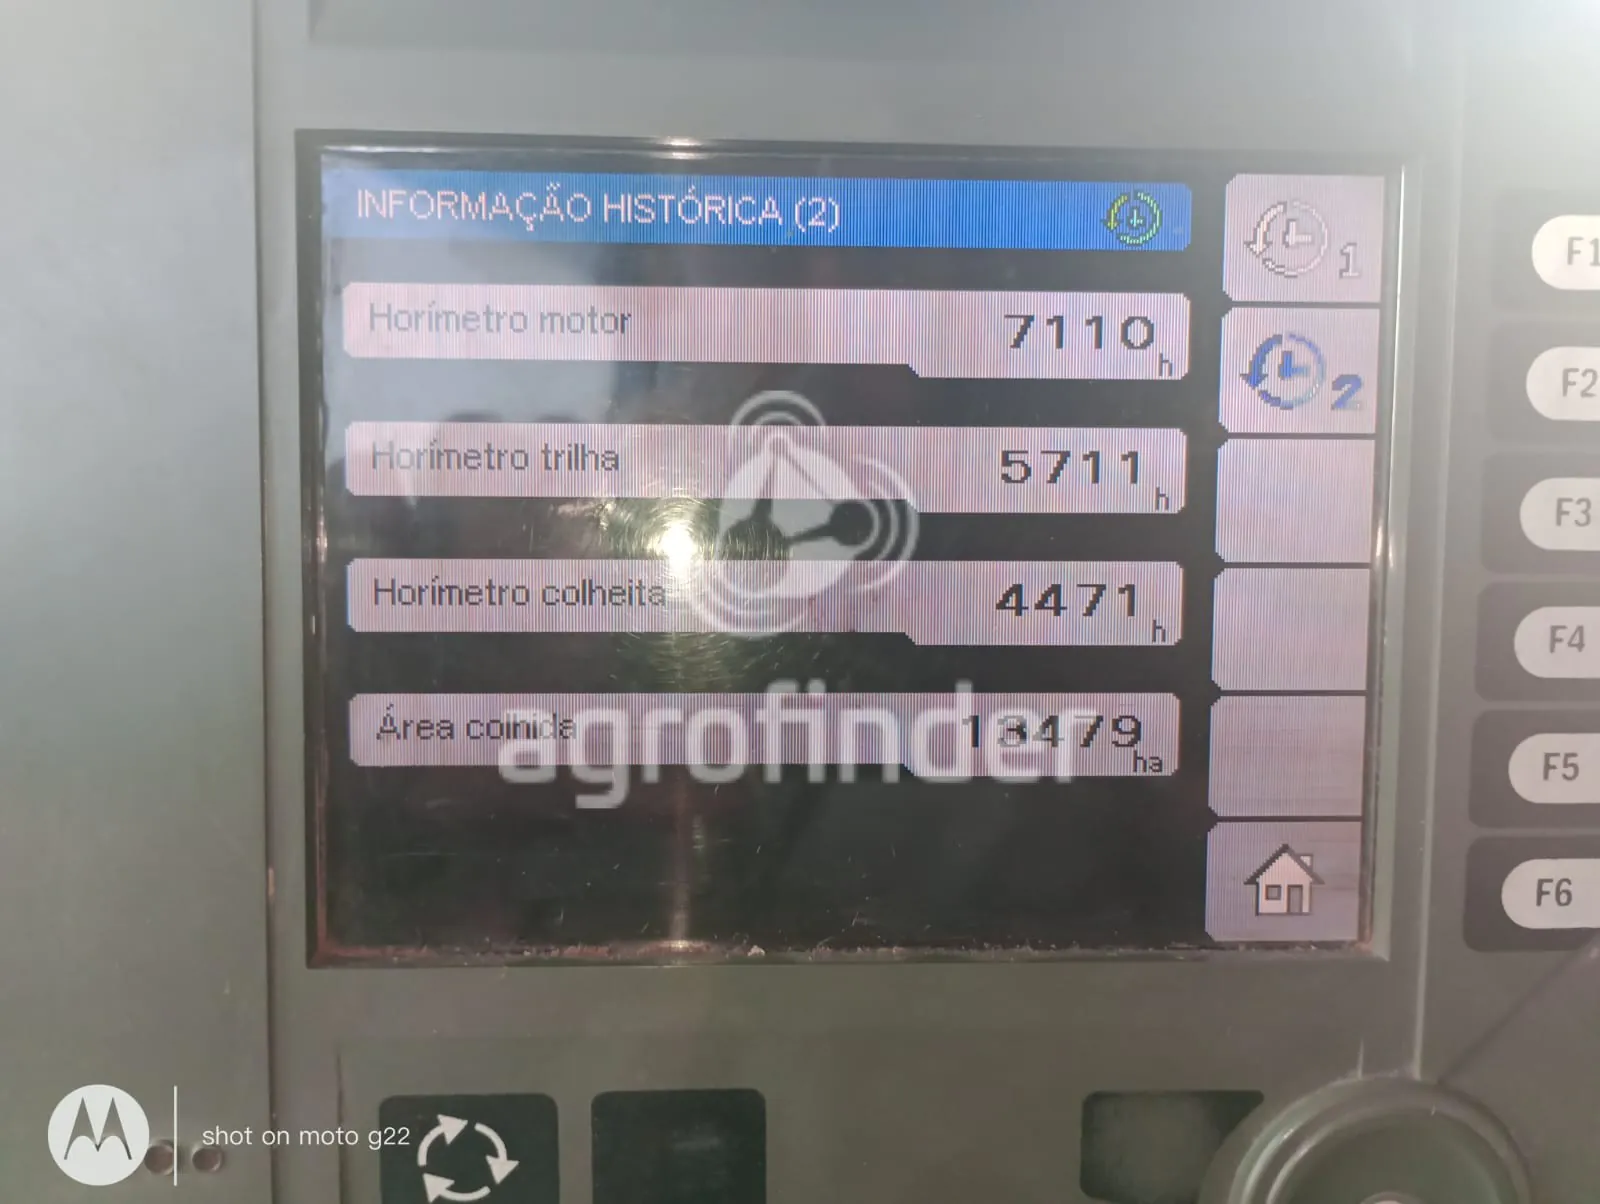 INFORMAÇÃO HISTÓRICA (2)
1
F1
Horímetro motor 7110 h
2
F2
Horímetro trilha 5711 h
F3
Horímetro colheita 4471 h
F4
Área colhida 13479 ha
agrofinder
F5
F6
shot on moto g22